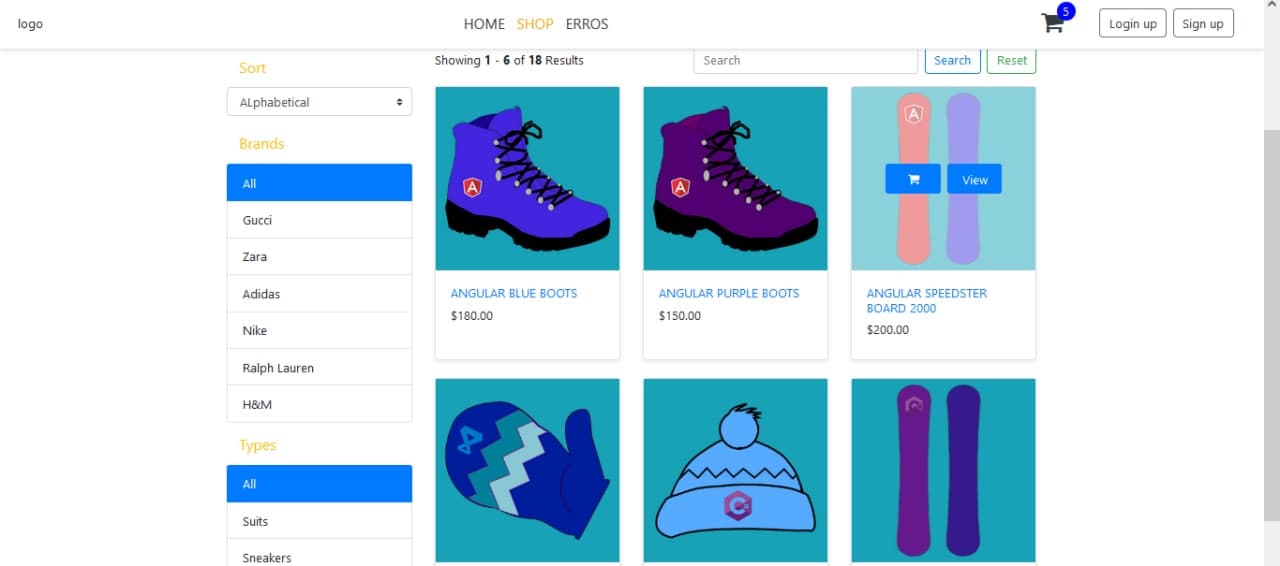 logo
HOME SHOP ERROS
5
Login up
Sign up
Sort
ALphabetical
Brands
All
Gucci
Zara
Adidas
Nike
Ralph Lauren
H&M
Types
All
Suits
Sneakers
Showing 1 - 6 of 18 Results
Search
Search
Reset
A
ANGULAR BLUE BOOTS
$180.00
A
ANGULAR PURPLE BOOTS
$150.00
A
View
ANGULAR SPEEDSTER
BOARD 2000
$200.00
C#